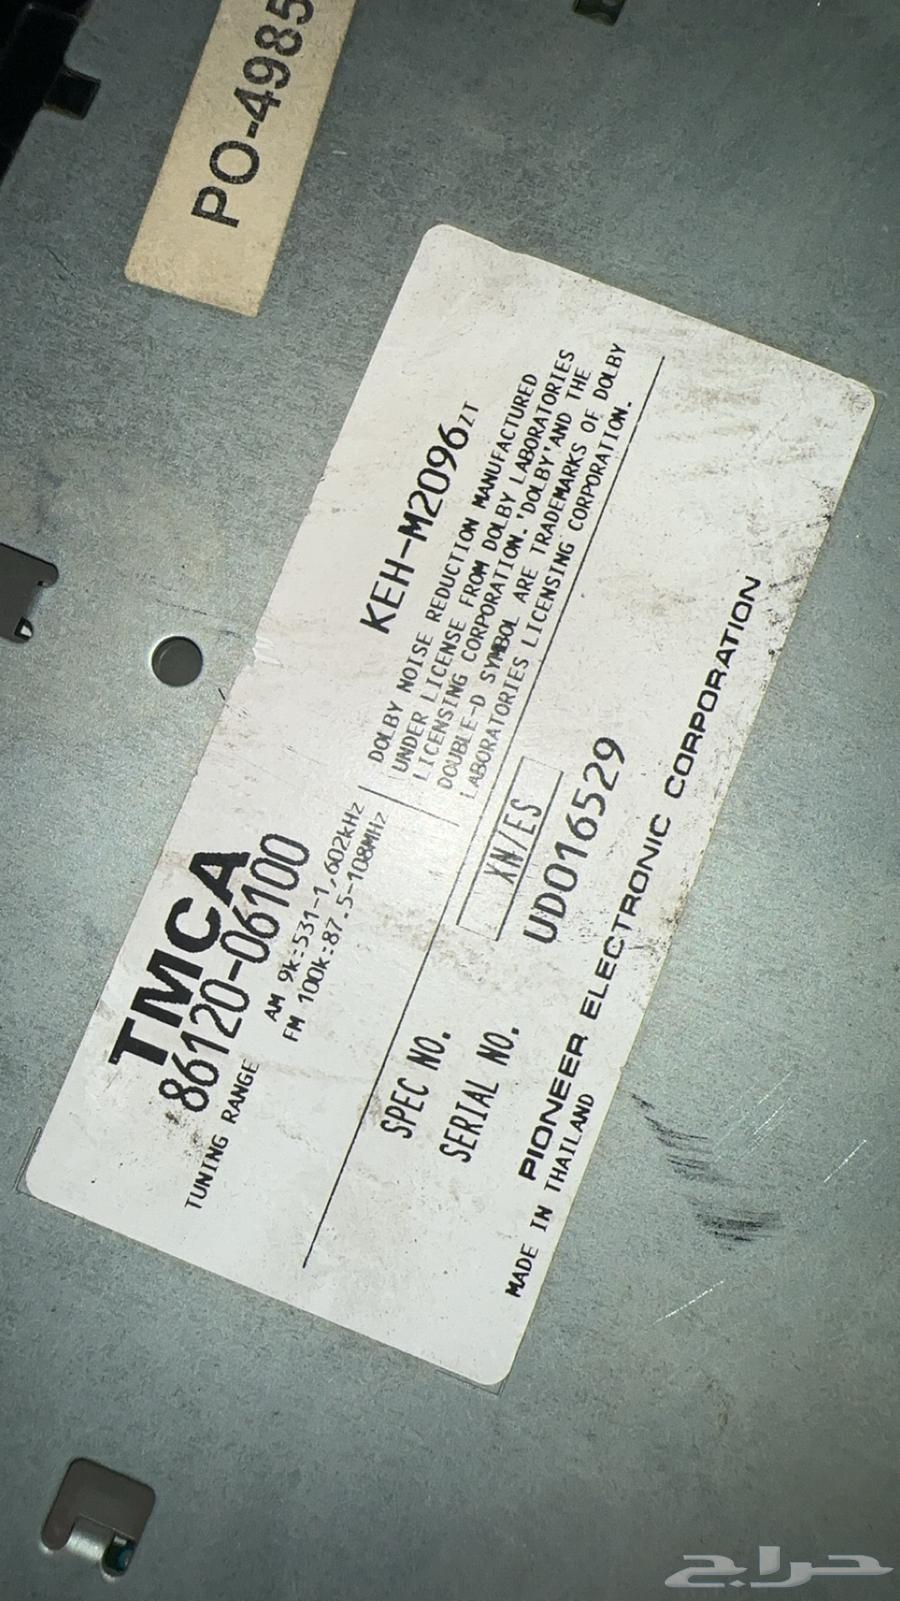 PO-4985
TMCA
86120-06100
KEH-M2096ZT
TUNING RANGE
AM 9k:531-1,602kHz
FM 100k:87.5-108MHz
DOLBY NOISE REDUCTION MANUFACTURED
UNDER LICENSE FROM DOLBY LABORATORIES
LICENSING CORPORATION. 'DOLBY' AND THE
DOUBLE-D SYMBOL ARE TRADEMARKS OF DOLBY
LABORATORIES LICENSING CORPORATION.
SPEC NO. XN/ES
SERIAL NO. UD016529
PIONEER ELECTRONIC CORPORATION
MADE IN THAILAND
حراج